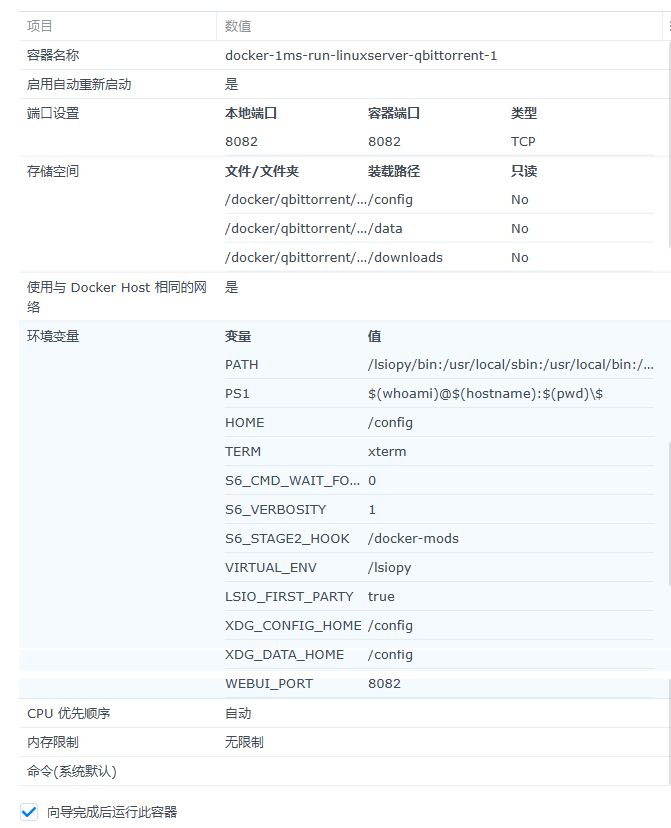 项目 数值
容器名称 docker-1ms-run-linuxserver-qbittorrent-1
启用自动重新启动 是
端口设置 本地端口 容器端口 类型
8082 8082 TCP
存储空间 文件/文件夹 装载路径 只读
/docker/qbittorrent/... /config No
/docker/qbittorrent/... /data No
/docker/qbittorrent/... /downloads No
使用与 Docker Host 相同的网 是
络
环境变量 变量 值
PATH /lsiopy/bin:/usr/local/sbin:/usr/local/bin:/...
PS1 $(whoami)@$(hostname):$(pwd)\$
HOME /config
TERM xterm
S6_CMD_WAIT_FO... 0
S6_VERBOSITY 1
S6_STAGE2_HOOK /docker-mods
VIRTUAL_ENV /lsiopy
LSIO_FIRST_PARTY true
XDG_CONFIG_HOME /config
XDG_DATA_HOME /config
WEBUI_PORT 8082
CPU 优先顺序 自动
内存限制 无限制
命令(系统默认)
向导完成后运行此容器